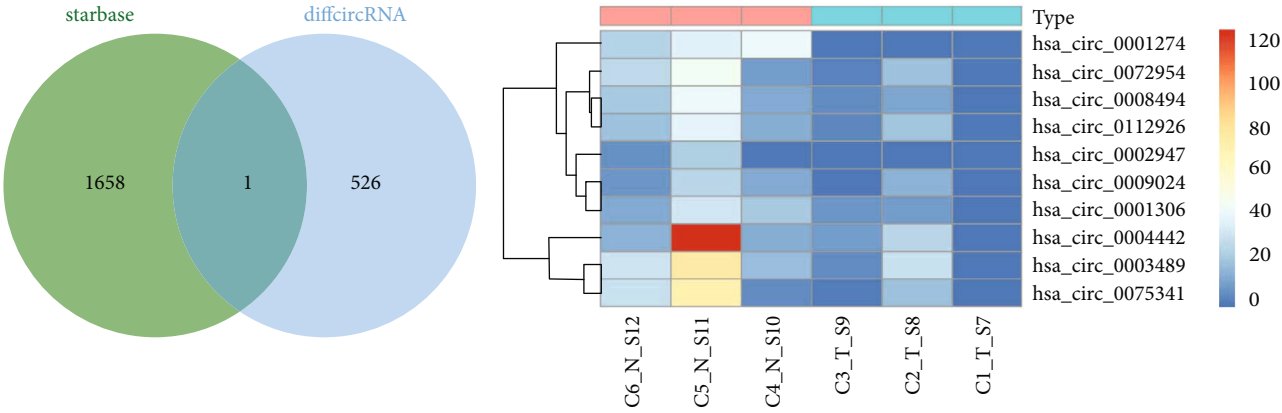 starbase
diffcircRNA
1658
1
526
Type
hsa_circ_0001274
hsa_circ_0072954
hsa_circ_0008494
hsa_circ_0112926
hsa_circ_0002947
hsa_circ_0009024
hsa_circ_0001306
hsa_circ_0004442
hsa_circ_0003489
hsa_circ_0075341
C6_N_S12
C5_N_S11
C4_N_S10
C3_T_S9
C2_T_S8
C1_T_S7
120
100
80
60
40
20
0